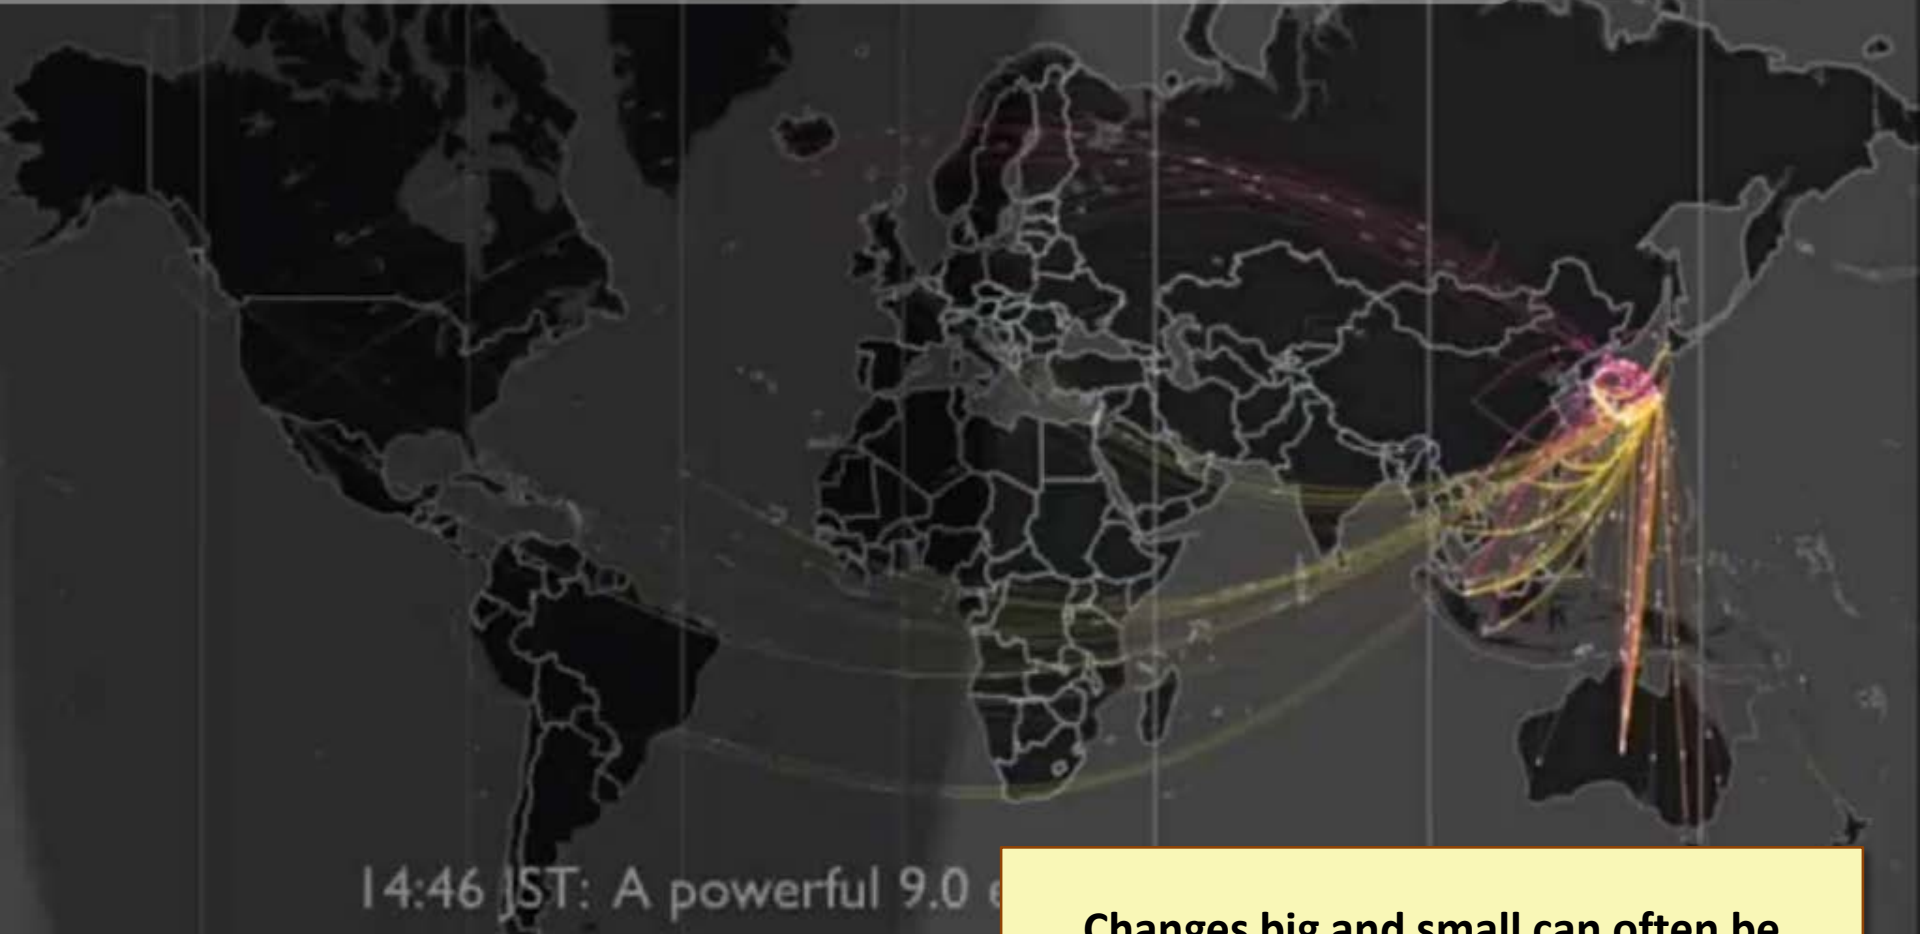 14:46 JST: A powerful 9.0
Changes big and small can often be